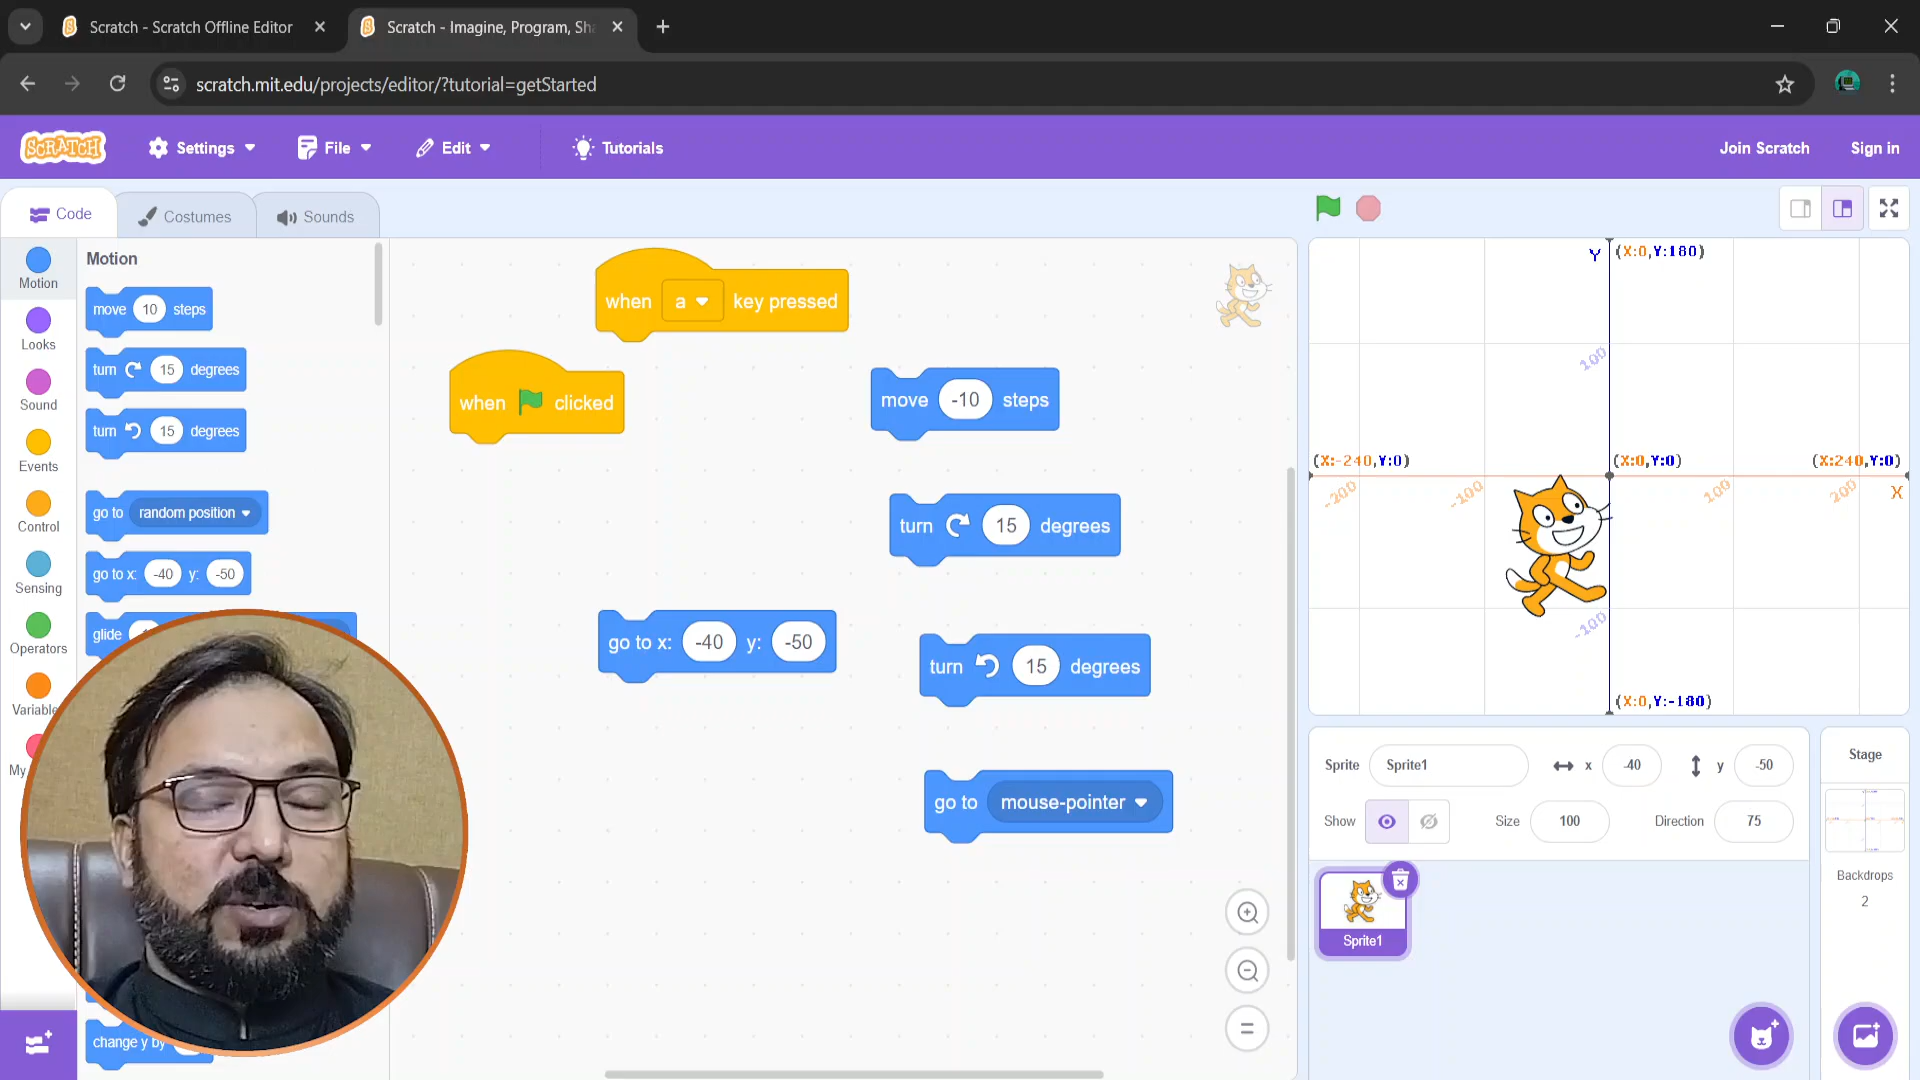 Scratch - Scratch Offline Editor
Scratch - Imagine, Program, Sha
scratch.mit.edu/projects/editor/?tutorial=getStarted
SCRATCH
Settings
File
Edit
Tutorials
Join Scratch
Sign in
Code
Costumes
Sounds
Motion
Looks
Sound
Events
Control
Sensing
Operators
Variable
My
Motion
move 10 steps
turn 15 degrees
turn 15 degrees
go to random position
go to x: -40 y: -50
glide
change y by
when a key pressed
when clicked
move -10 steps
turn 15 degrees
go to x: -40 y: -50
turn 15 degrees
go to mouse-pointer
Y (X:0,Y:180)
100
(X:-240,Y:0) (X:0,Y:0) (X:240,Y:0)
-200 -100 100 200 X
-100
(X:0,Y:-180)
Sprite Sprite1 x -40 y -50
Show Size 100 Direction 75
Sprite1
Stage
Backdrops
2